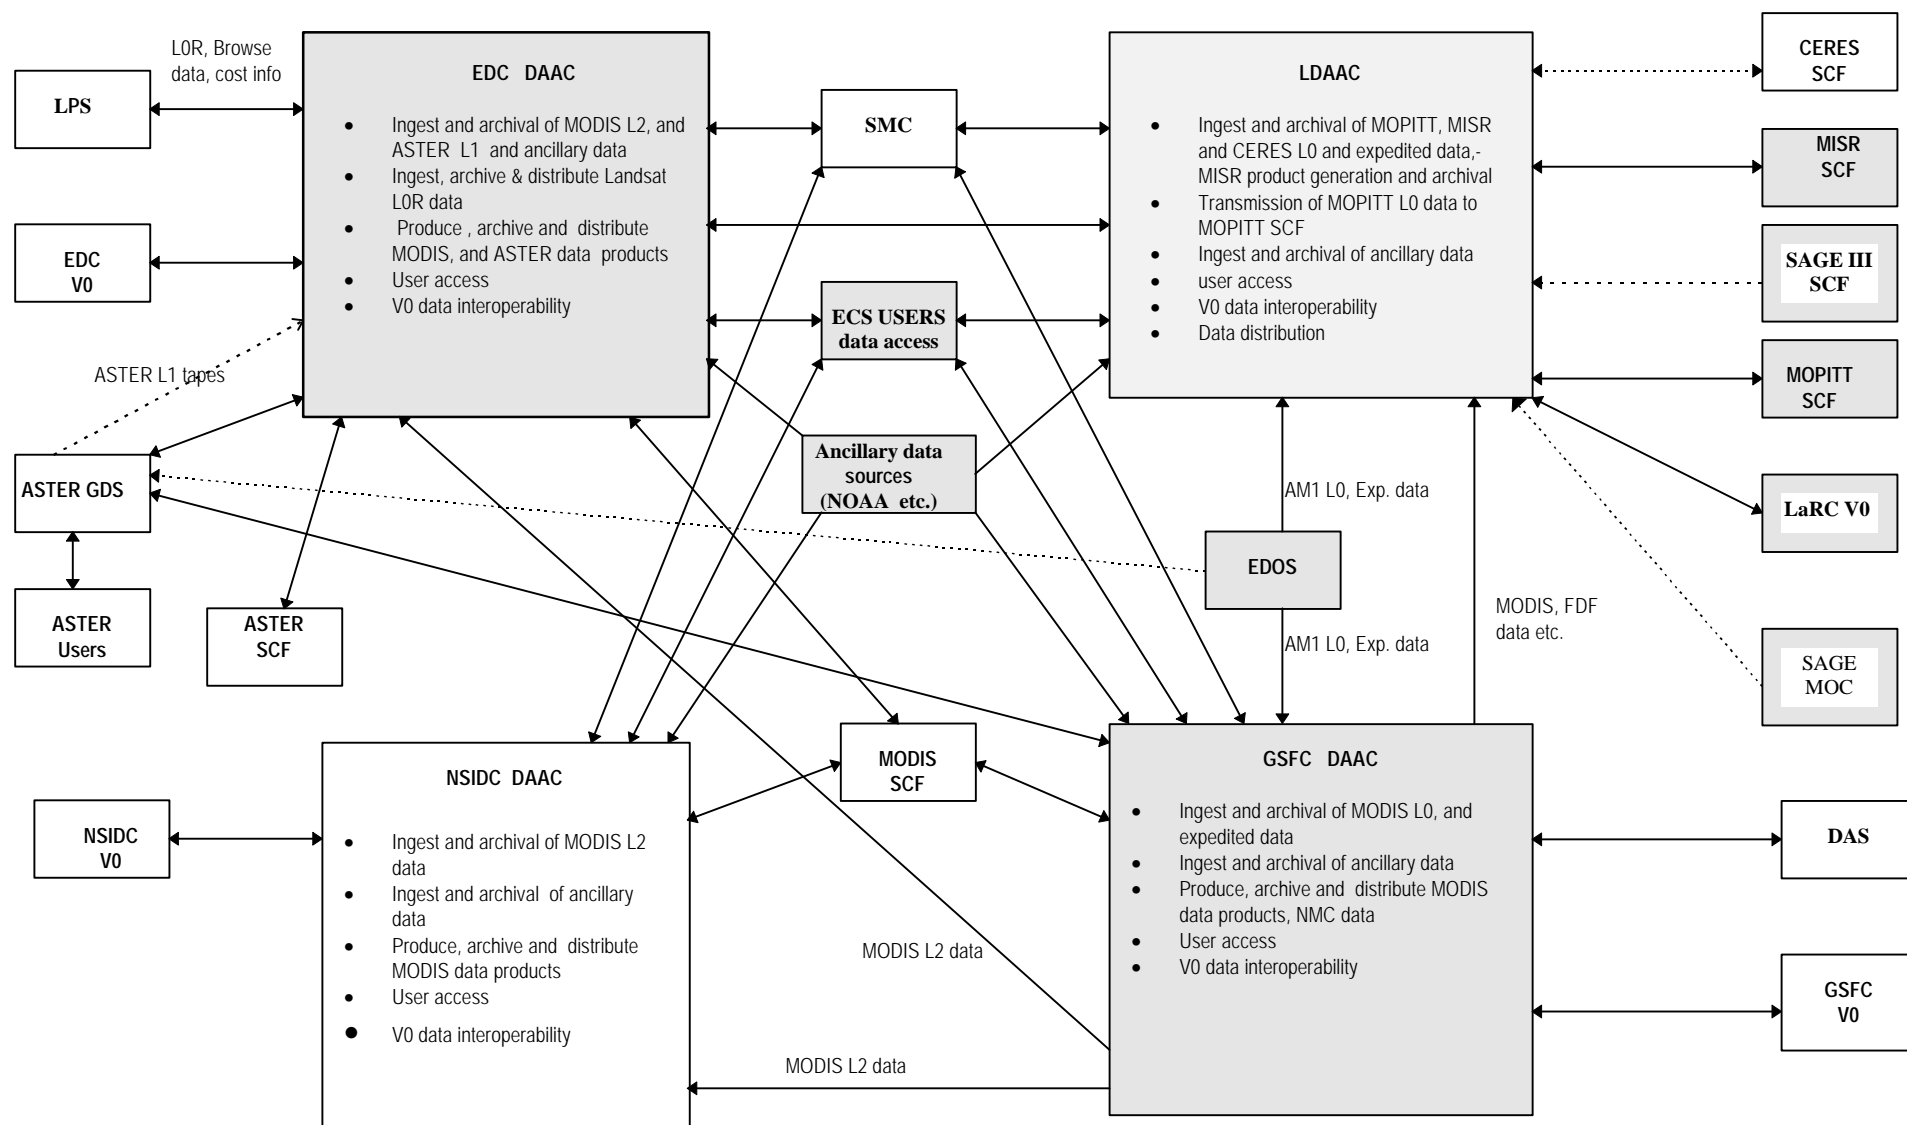 L0R, Browse
data, cost info
LPS
EDC
V0
ASTER L1 tapes
ASTER GDS
ASTER
Users
ASTER
SCF
EDC DAAC
• Ingest and archival of MODIS L2, and
ASTER L1 and ancillary data
• Ingest, archive & distribute Landsat
L0R data
• Produce , archive and distribute
MODIS, and ASTER data products
• User access
• V0 data interoperability
SMC
ECS USERS
data access
Ancillary data
sources
(NOAA etc.)
LDAAC
• Ingest and archival of MOPITT, MISR
and CERES L0 and expedited data,-
MISR product generation and archival
• Transmission of MOPITT L0 data to
MOPITT SCF
• Ingest and archival of ancillary data
• user access
• V0 data interoperability
• Data distribution
CERES
SCF
MISR
SCF
SAGE III
SCF
MOPITT
SCF
LaRC V0
SAGE
MOC
AM1 L0, Exp. data
EDOS
AM1 L0, Exp. data
MODIS, FDF
data etc.
NSIDC
V0
NSIDC DAAC
• Ingest and archival of MODIS L2
data
• Ingest and archival of ancillary
data
• Produce, archive and distribute
MODIS data products
• User access
• V0 data interoperability
MODIS
SCF
MODIS L2 data
MODIS L2 data
GSFC DAAC
• Ingest and archival of MODIS L0, and
expedited data
• Ingest and archival of ancillary data
• Produce, archive and distribute MODIS
data products, NMC data
• User access
• V0 data interoperability
DAS
GSFC
V0